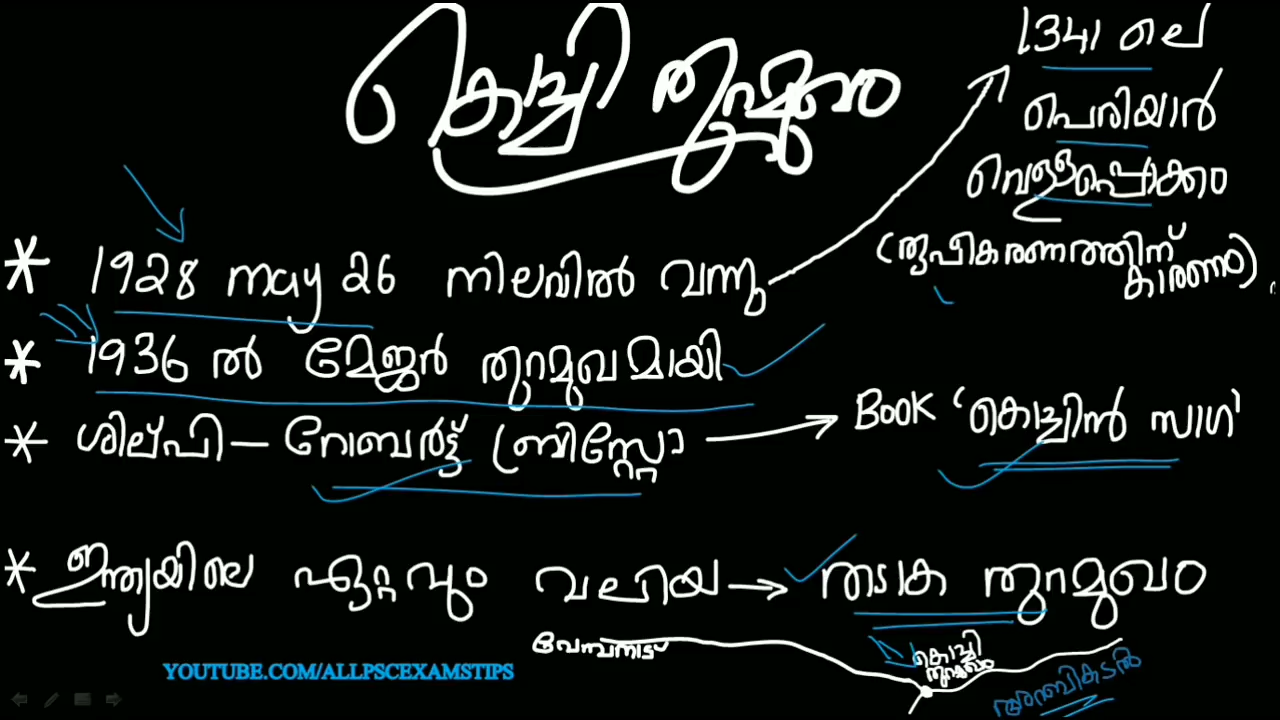 കൊച്ചി തുറമുഖം
1341 ലെ
പെരിയാർ
വെള്ളപ്പൊക്കം
(രൂപീകരണത്തിന്
കാരണം)
* 1928 may 26 നിലവിൽ വന്നു
* 1936 ൽ മേജർ തുറമുഖമായി
* ശില്പി – റോബർട്ട് ബ്രിസ്റ്റോ → BOOK 'കൊച്ചിൻ സാഗ'
* ഇന്ത്യയിലെ ഏറ്റവും വലിയ → തടാക തുറമുഖം
വേമ്പനാട്
കൊച്ചി
തുറമുഖം
അറബികടൽ
YOUTUBE.COM/ALLPSCEXAMSTIPS